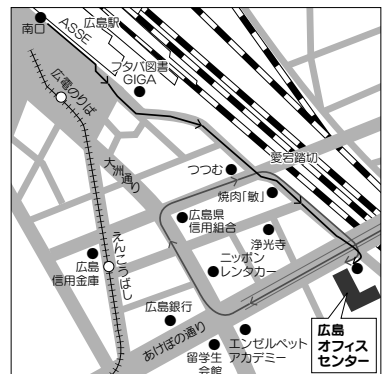 広島駅
南口
ASSE
フタバ図書
GIGA
広電のりば
大洲通り
愛宕踏切
つつむ
焼肉「敏」
広島県
信用組合
浄光寺
えんこうばし
広島
信用金庫
ニッポン
レンタカー
広島銀行
あけぼの通り
留学生
会館
エンゼルペット
アカデミー
広島
オフィス
センター